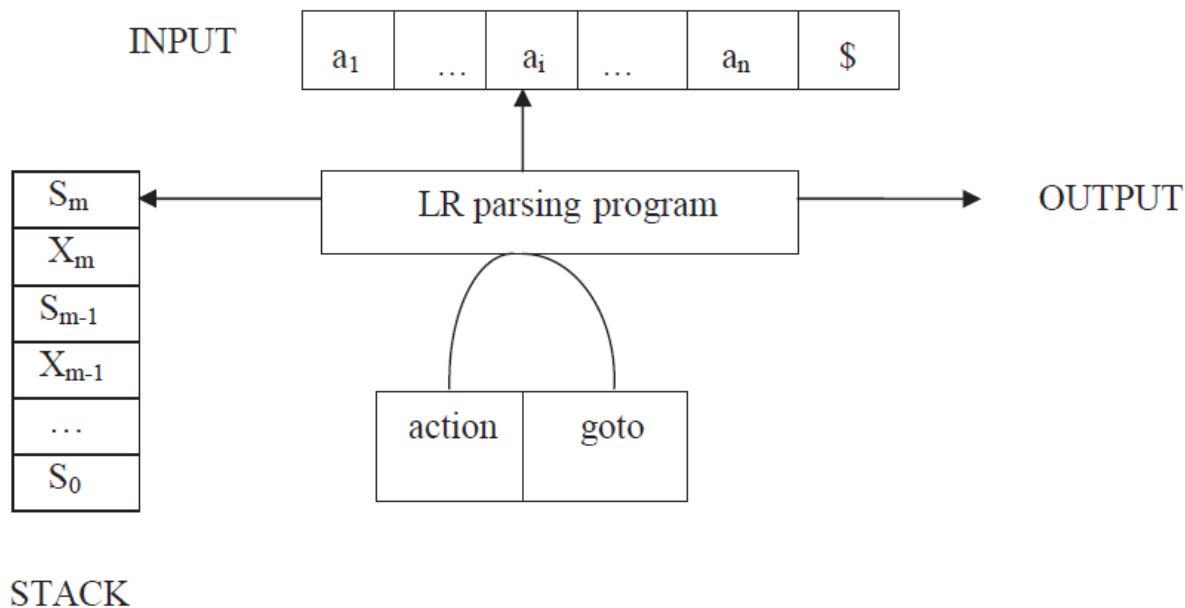 INPUT
a₁ … aᵢ … aₙ $
Sₘ
LR parsing program
OUTPUT
Xₘ
Sₘ₋₁
Xₘ₋₁
…
S₀
action goto
STACK